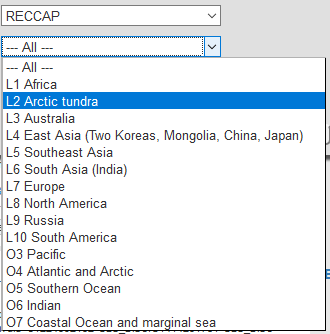 RECCAP
--- All ---
--- All ---
L1 Africa
L2 Arctic tundra
L3 Australia
L4 East Asia (Two Koreas, Mongolia, China, Japan)
L5 Southeast Asia
L6 South Asia (India)
L7 Europe
L8 North America
L9 Russia
L10 South America
O3 Pacific
O4 Atlantic and Arctic
O5 Southern Ocean
O6 Indian
O7 Coastal Ocean and marginal sea